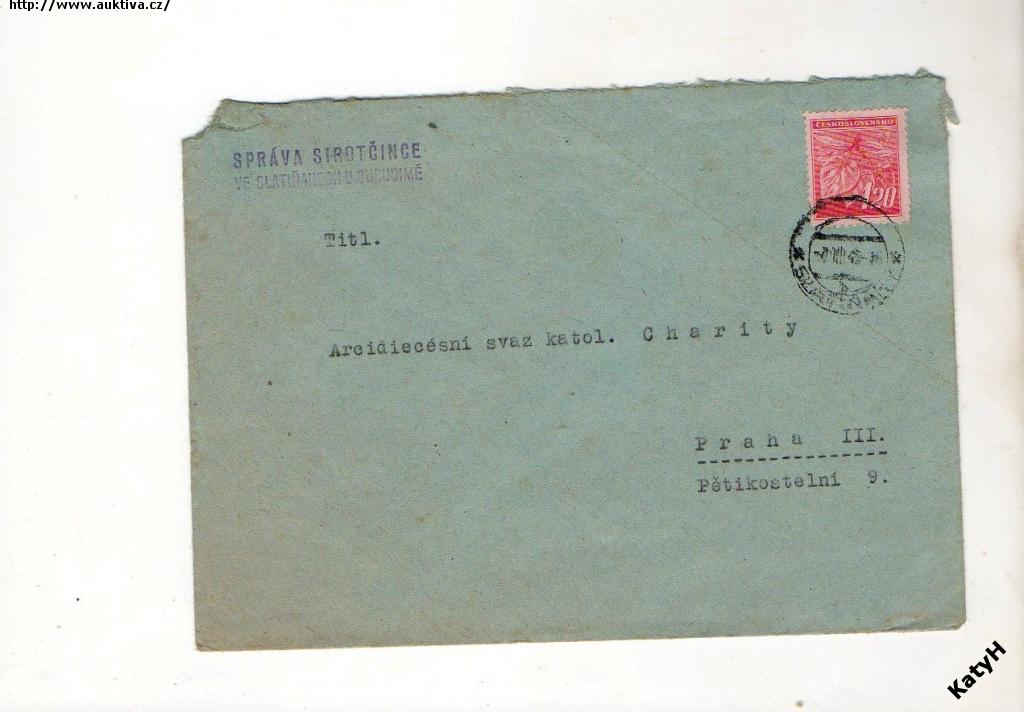 http://www.auktiva.cz/
SPRÁVA SIROTČINCE
VE SLATIŇANECH U CHRUDIMĚ
ČESKOSLOVENSKO
1.20
* SLATIŇANY *
Titl.
Arcidiecésní svaz katol. Charity
Praha III.
Pětikostelní 9.
KatyH